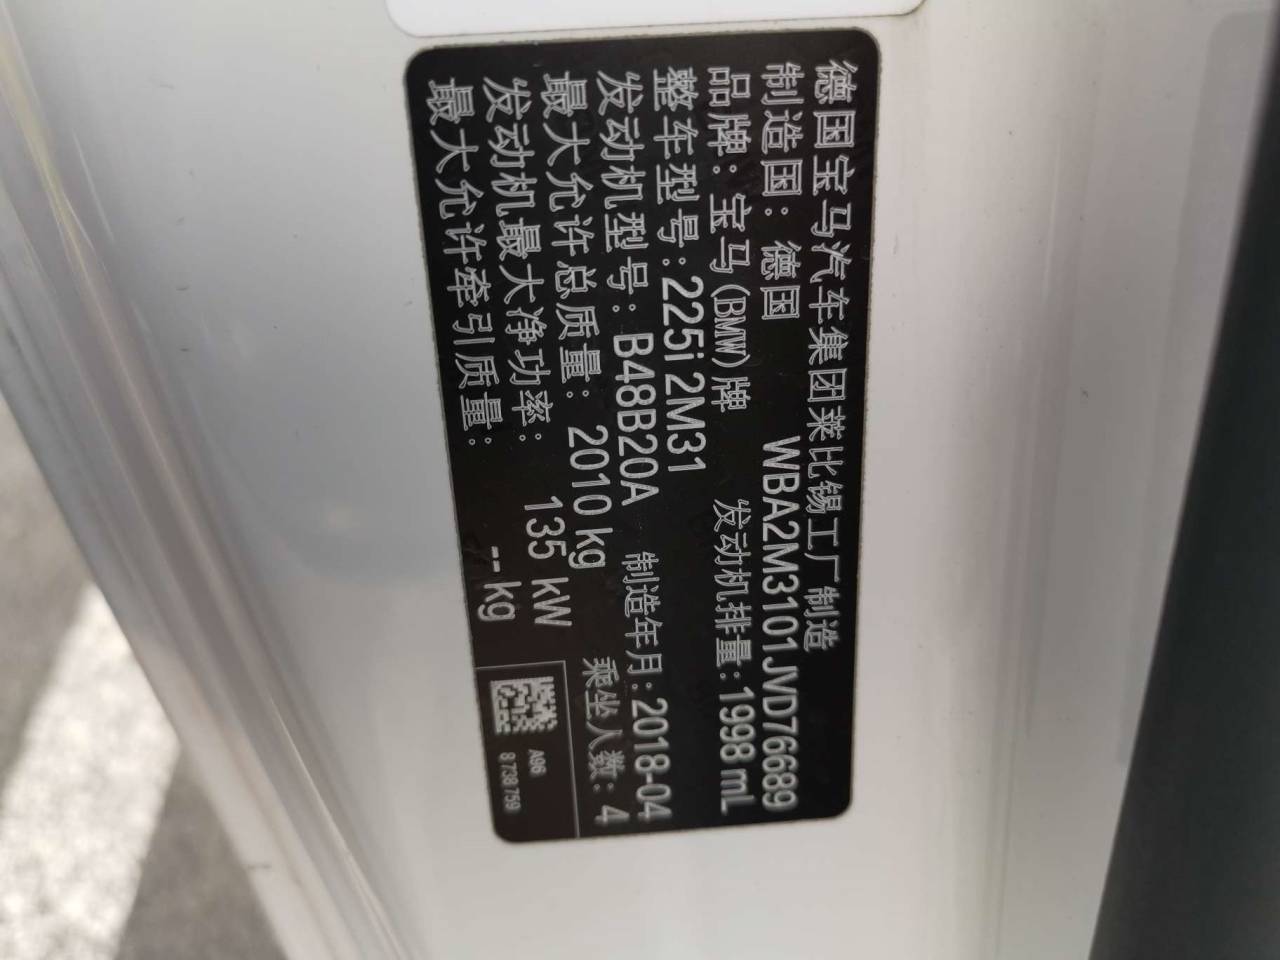 德国宝马汽车集团莱比锡工厂制造
制造国：德国 WBA2M3101JVD76689
品牌：宝马(BMW)牌 发动机排量：1998 mL
整车型号：225i 2M31
发动机型号：B48B20A 制造年月：2018-04
最大允许总质量：2010 kg 乘坐人数：4
发动机最大净功率：135 kW
最大允许牵引质量：-- kg
A96
8 738 759